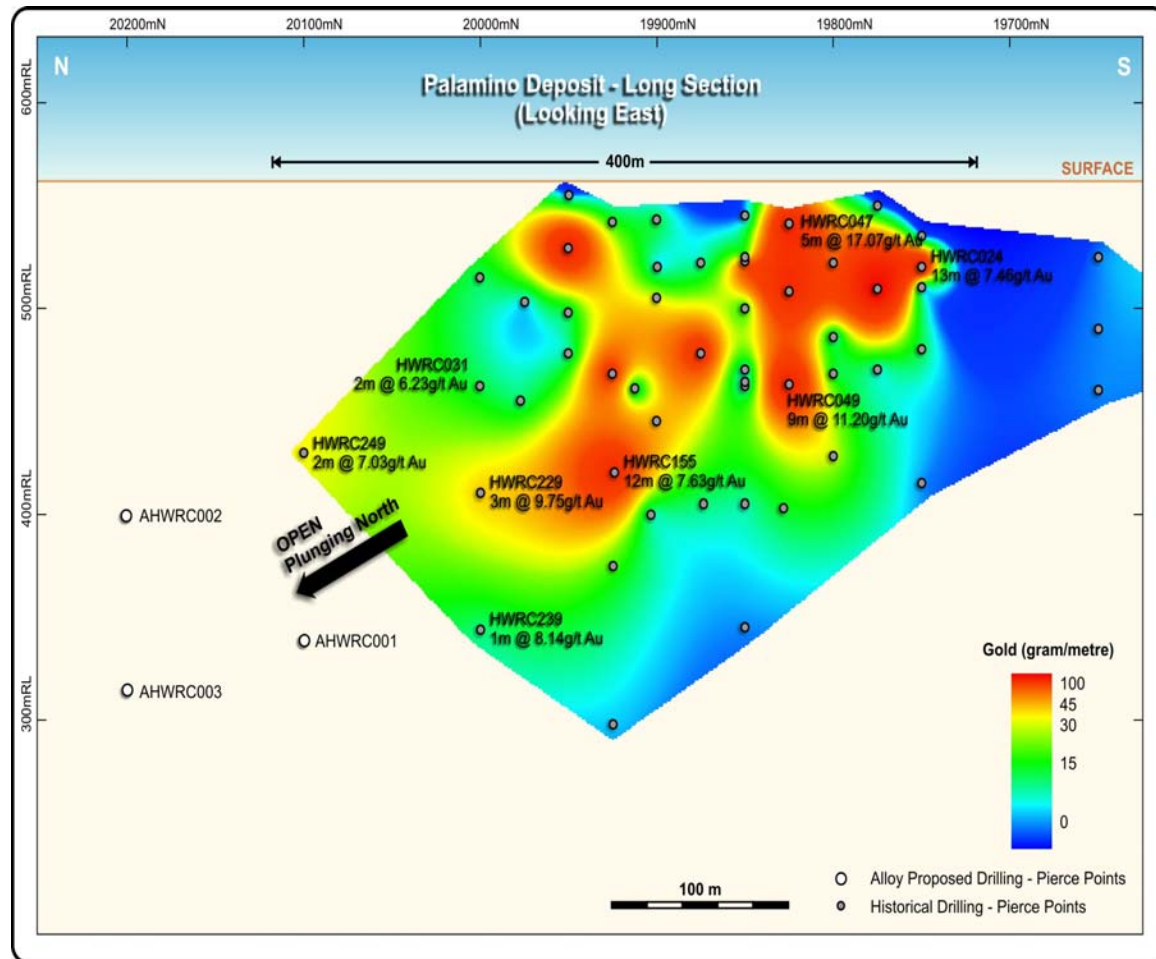 20200mN
20100mN
20000mN
19900mN
19800mN
19700mN
N
S
Palamino Deposit - Long Section
(Looking East)
600mRL
400m
SURFACE
HWRC047
5m @ 17.07g/t Au
HWRC024
13m @ 7.46g/t Au
500mRL
HWRC031
2m @ 6.23g/t Au
HWRC049
9m @ 11.20g/t Au
HWRC249
2m @ 7.03g/t Au
HWRC229
3m @ 9.75g/t Au
HWRC155
12m @ 7.63g/t Au
400mRL
AHWRC002
OPEN
Plunging North
HWRC239
1m @ 8.14g/t Au
AHWRC001
AHWRC003
300mRL
Gold (gram/metre)
100
45
30
15
0
100 m
Alloy Proposed Drilling - Pierce Points
Historical Drilling - Pierce Points